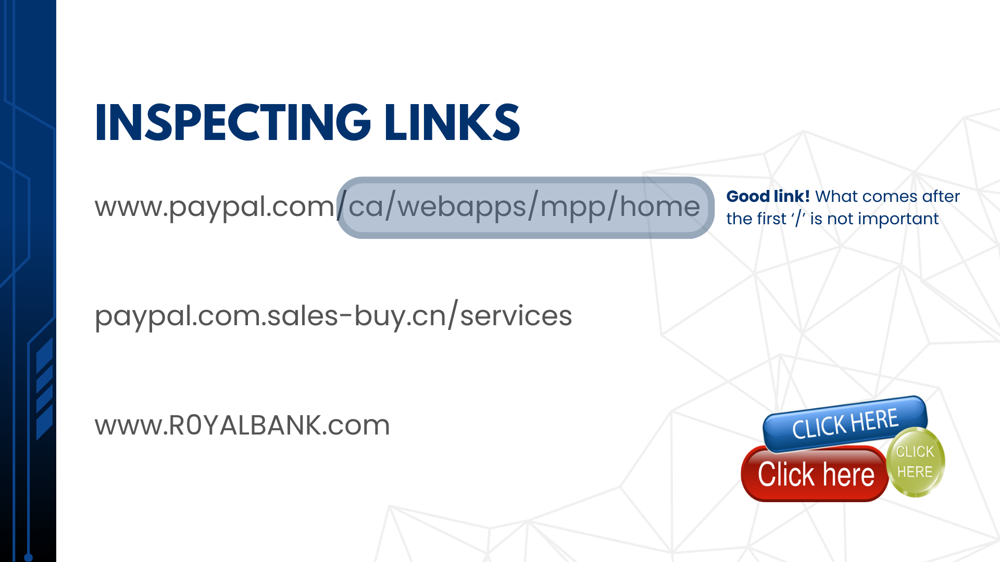 INSPECTING LINKS
www.paypal.com/ca/webapps/mpp/home
Good link! What comes after
the first ‘/’ is not important
paypal.com.sales-buy.cn/services
www.R0YALBANK.com
CLICK HERE
CLICK
HERE
Click here